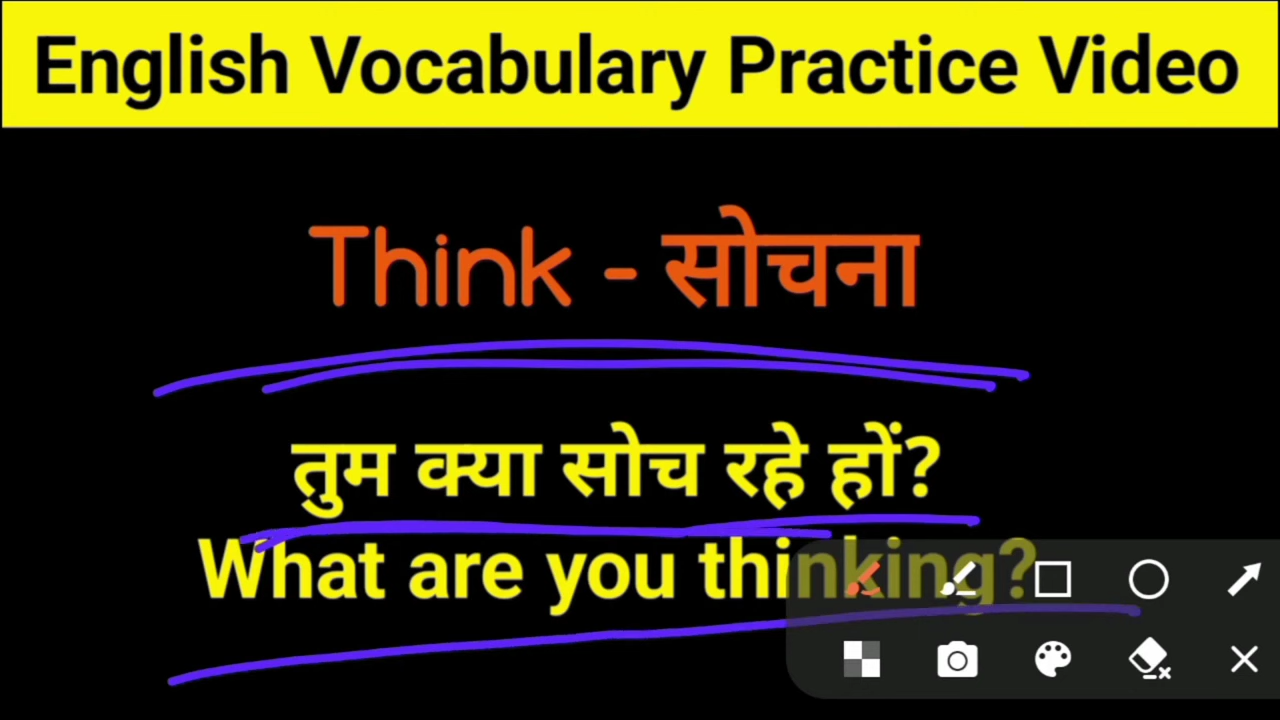 English Vocabulary Practice Video
Think - सोचना
तुम क्या सोच रहे हों?
What are you thinking?